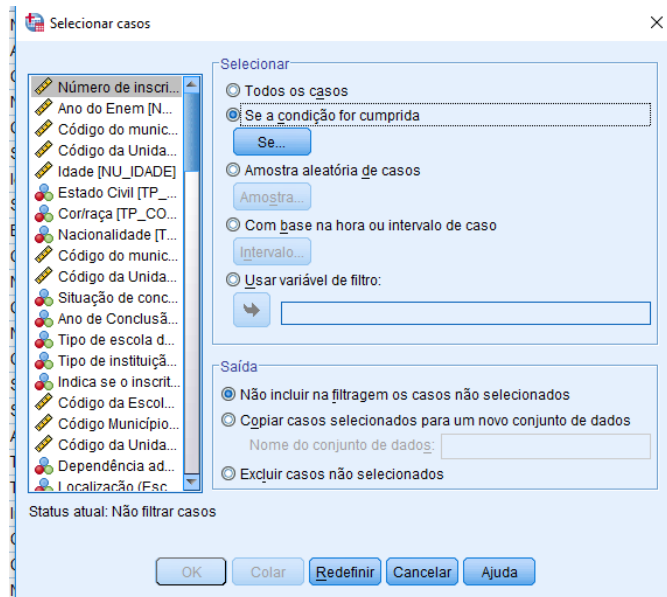 Selecionar casos
Número de inscri...
Ano do Enem [N...
Código do munic...
Código da Unida...
Idade [NU_IDADE]
Estado Civil [TP_...
Cor/raça [TP_CO...
Nacionalidade [T...
Código do munic...
Código da Unida...
Situação de conc...
Ano de Conclusã...
Tipo de escola d...
Tipo de instituiçã...
Indica se o inscrit...
Código da Escol...
Código Município...
Código da Unida...
Dependência ad...
Localização (Esc
Selecionar
Todos os casos
Se a condição for cumprida
Se...
Amostra aleatória de casos
Amostra...
Com base na hora ou intervalo de caso
Intervalo...
Usar variável de filtro:
Saída
Não incluir na filtragem os casos não selecionados
Copiar casos selecionados para um novo conjunto de dados
Nome do conjunto de dados:
Excluir casos não selecionados
Status atual: Não filtrar casos
OK
Colar
Redefinir
Cancelar
Ajuda